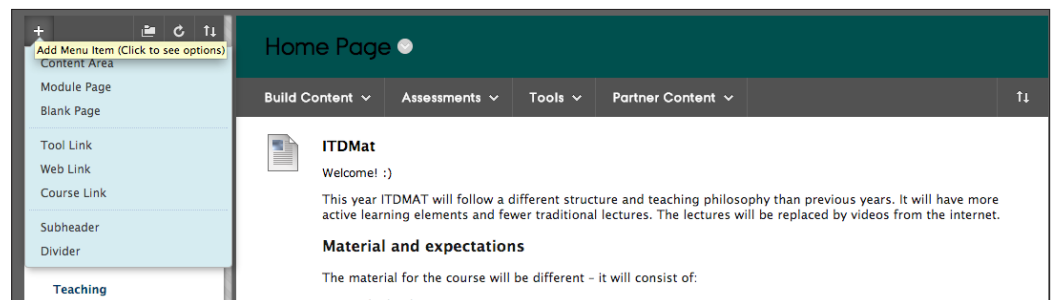 +
Add Menu Item (Click to see options)
Content Area
Module Page
Blank Page
Tool Link
Web Link
Course Link
Subheader
Divider
Teaching
Home Page
Build Content Assessments Tools Partner Content
ITDMat
Welcome! :)
This year ITDMAT will follow a different structure and teaching philosophy than previous years. It will have more
active learning elements and fewer traditional lectures. The lectures will be replaced by videos from the internet.
Material and expectations
The material for the course will be different - it will consist of: